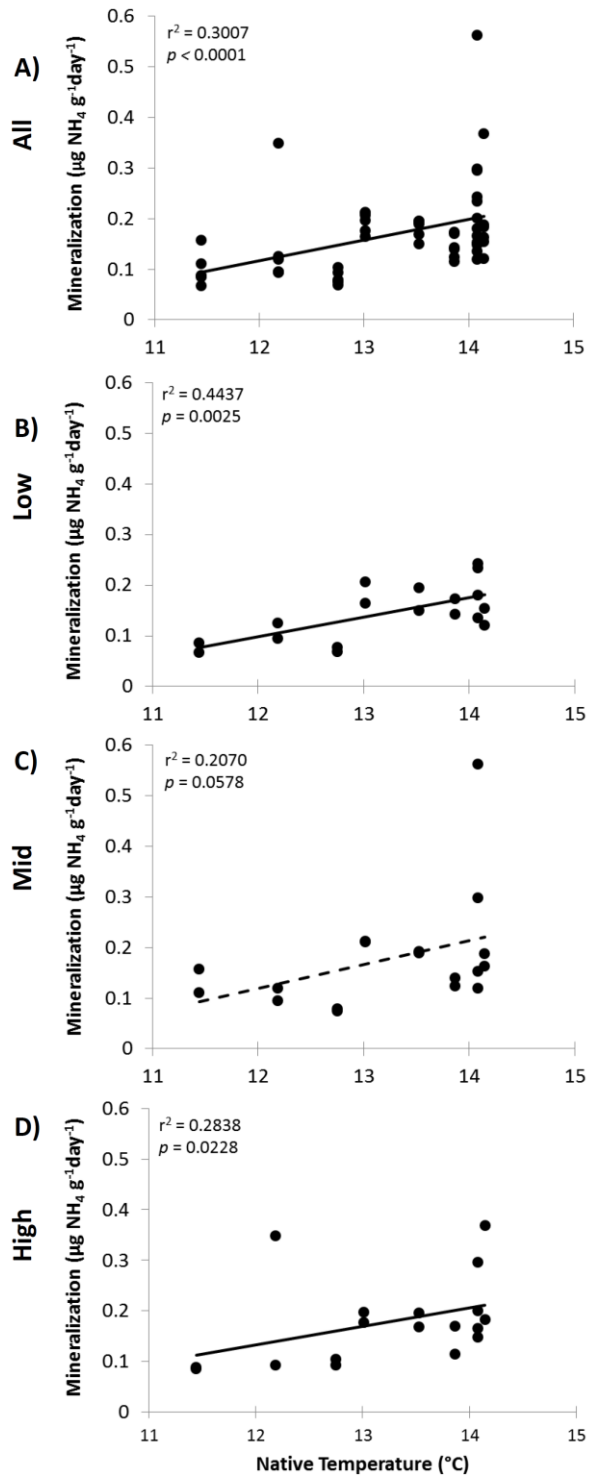 A)
All
Mineralization (µg NH₄ g⁻¹day⁻¹)
r² = 0.3007
p < 0.0001
0.6
0.5
0.4
0.3
0.2
0.1
0
11 12 13 14 15
B)
Low
Mineralization (µg NH₄ g⁻¹day⁻¹)
r² = 0.4437
p = 0.0025
0.6
0.5
0.4
0.3
0.2
0.1
0
11 12 13 14 15
C)
Mid
Mineralization (µg NH₄ g⁻¹day⁻¹)
r² = 0.2070
p = 0.0578
0.6
0.5
0.4
0.3
0.2
0.1
0
11 12 13 14 15
D)
High
Mineralization (µg NH₄ g⁻¹day⁻¹)
r² = 0.2838
p = 0.0228
0.6
0.5
0.4
0.3
0.2
0.1
0
11 12 13 14 15
Native Temperature (°C)